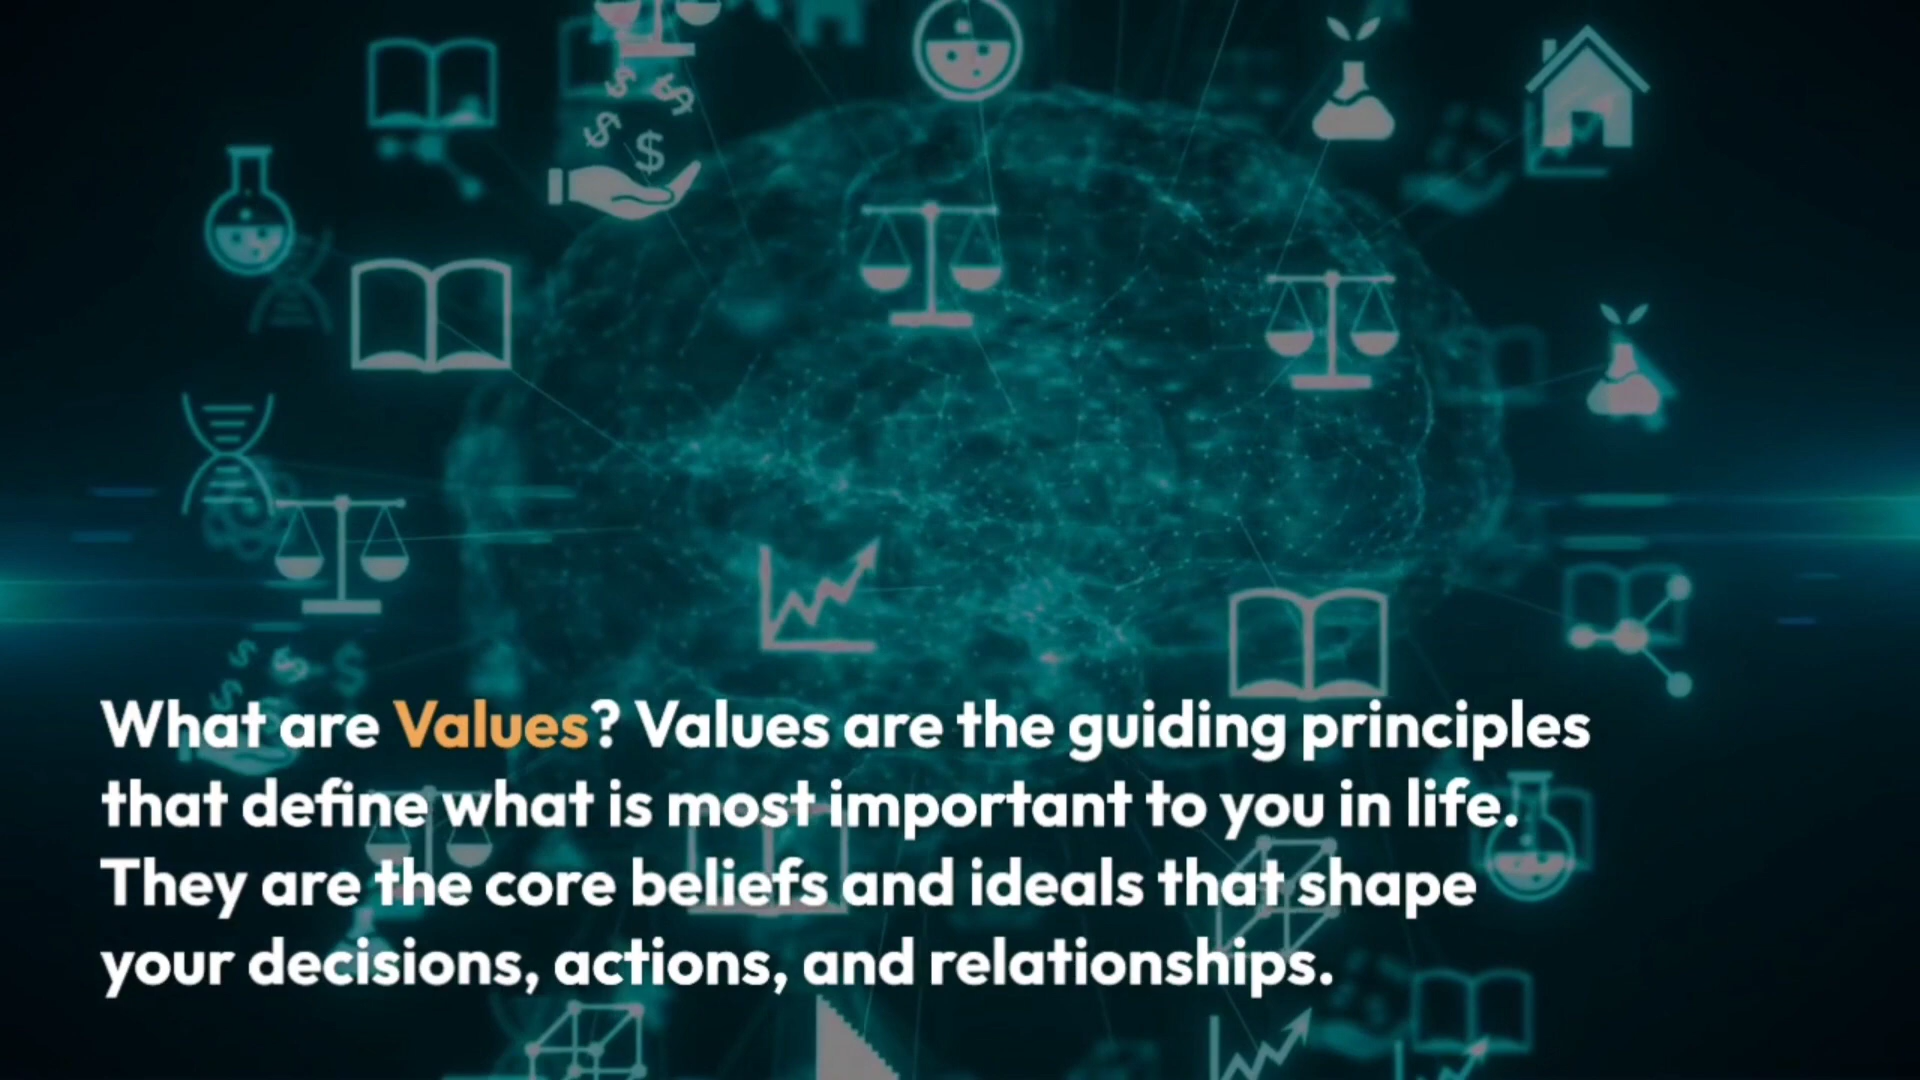 What are Values? Values are the guiding principles
that define what is most important to you in life.
They are the core beliefs and ideals that shape
your decisions, actions, and relationships.